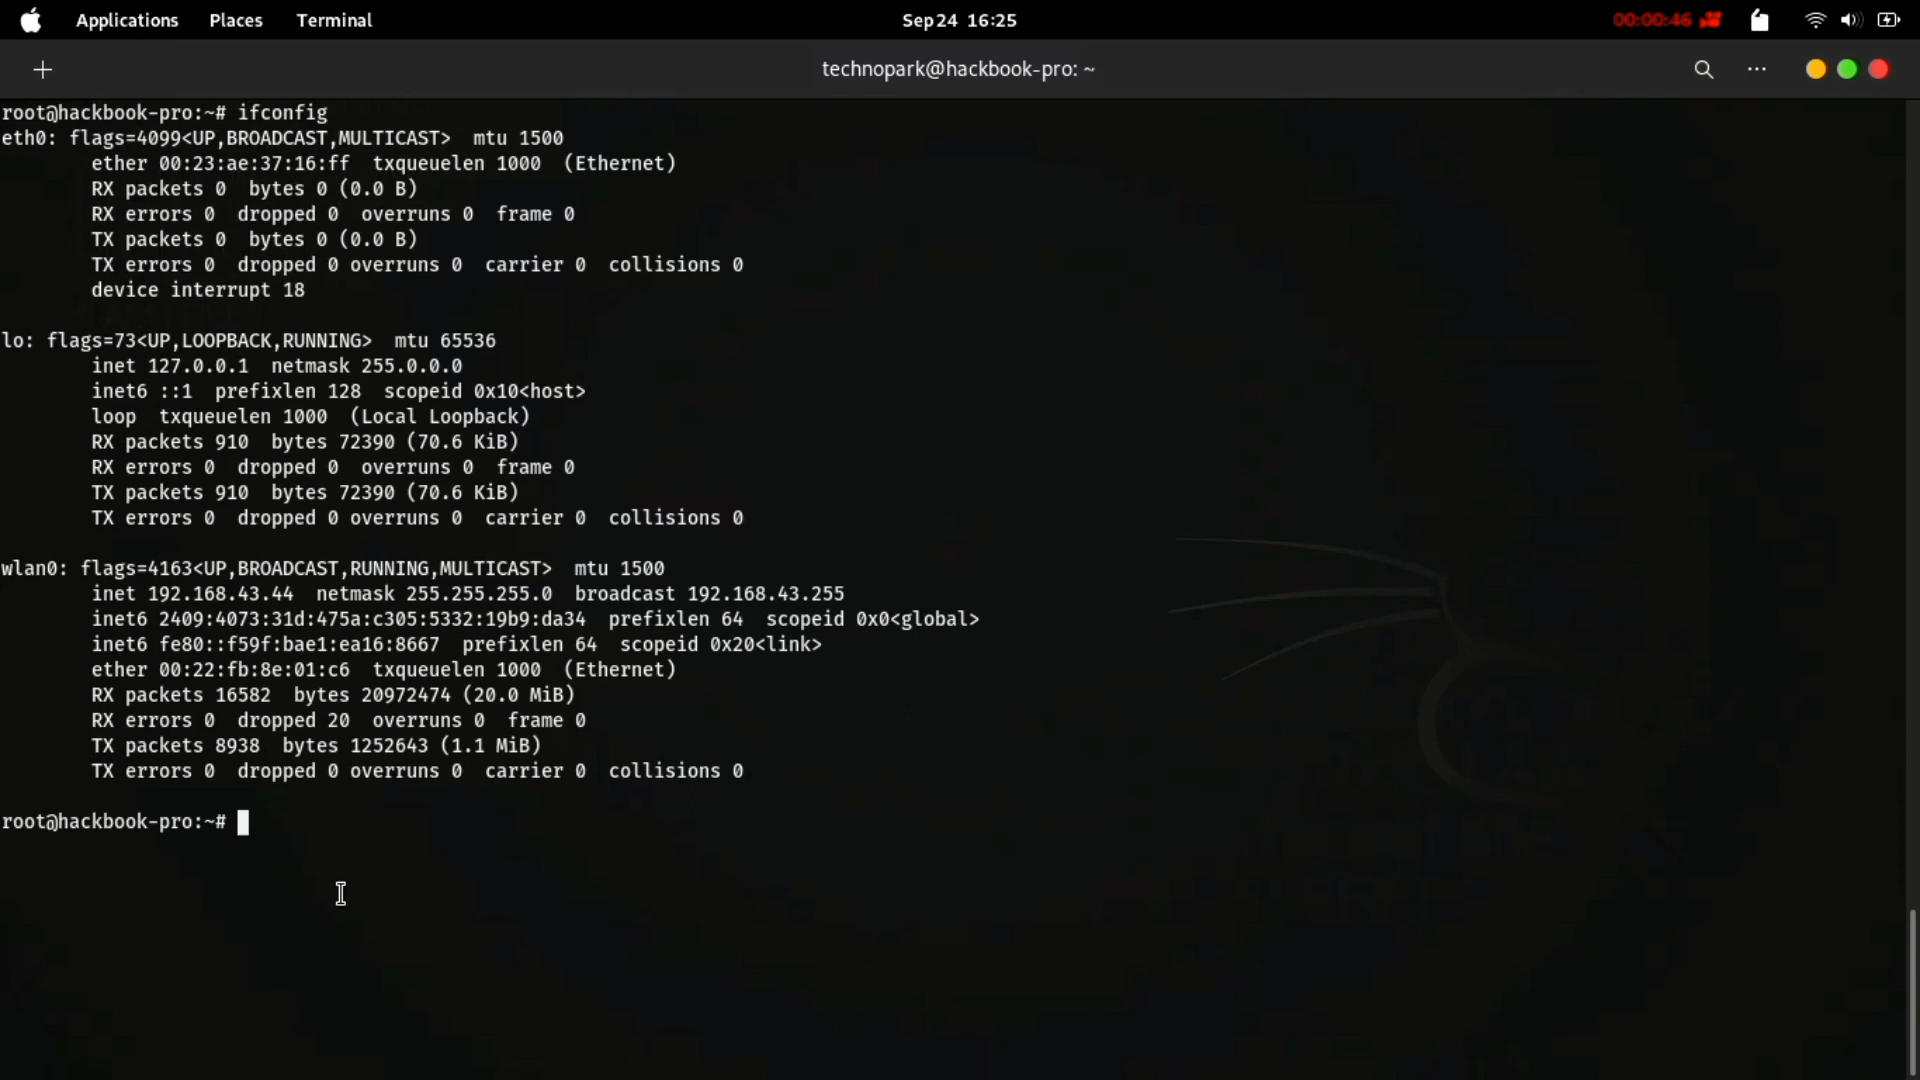 Applications Places Terminal Sep 24 16:25 00:00:46
technopark@hackbook-pro: ~
root@hackbook-pro:~# ifconfig
eth0: flags=4099<UP,BROADCAST,MULTICAST>  mtu 1500
        ether 00:23:ae:37:16:ff  txqueuelen 1000  (Ethernet)
        RX packets 0  bytes 0 (0.0 B)
        RX errors 0  dropped 0  overruns 0  frame 0
        TX packets 0  bytes 0 (0.0 B)
        TX errors 0  dropped 0 overruns 0  carrier 0  collisions 0
        device interrupt 18
lo: flags=73<UP,LOOPBACK,RUNNING>  mtu 65536
        inet 127.0.0.1  netmask 255.0.0.0
        inet6 ::1  prefixlen 128  scopeid 0x10<host>
        loop  txqueuelen 1000  (Local Loopback)
        RX packets 910  bytes 72390 (70.6 KiB)
        RX errors 0  dropped 0  overruns 0  frame 0
        TX packets 910  bytes 72390 (70.6 KiB)
        TX errors 0  dropped 0 overruns 0  carrier 0  collisions 0
wlan0: flags=4163<UP,BROADCAST,RUNNING,MULTICAST>  mtu 1500
        inet 192.168.43.44  netmask 255.255.255.0  broadcast 192.168.43.255
        inet6 2409:4073:31d:475a:c305:5332:19b9:da34  prefixlen 64  scopeid 0x0<global>
        inet6 fe80::f59f:bae1:ea16:8667  prefixlen 64  scopeid 0x20<link>
        ether 00:22:fb:8e:01:c6  txqueuelen 1000  (Ethernet)
        RX packets 16582  bytes 20972474 (20.0 MiB)
        RX errors 0  dropped 20  overruns 0  frame 0
        TX packets 8938  bytes 1252643 (1.1 MiB)
        TX errors 0  dropped 0 overruns 0  carrier 0  collisions 0
root@hackbook-pro:~#